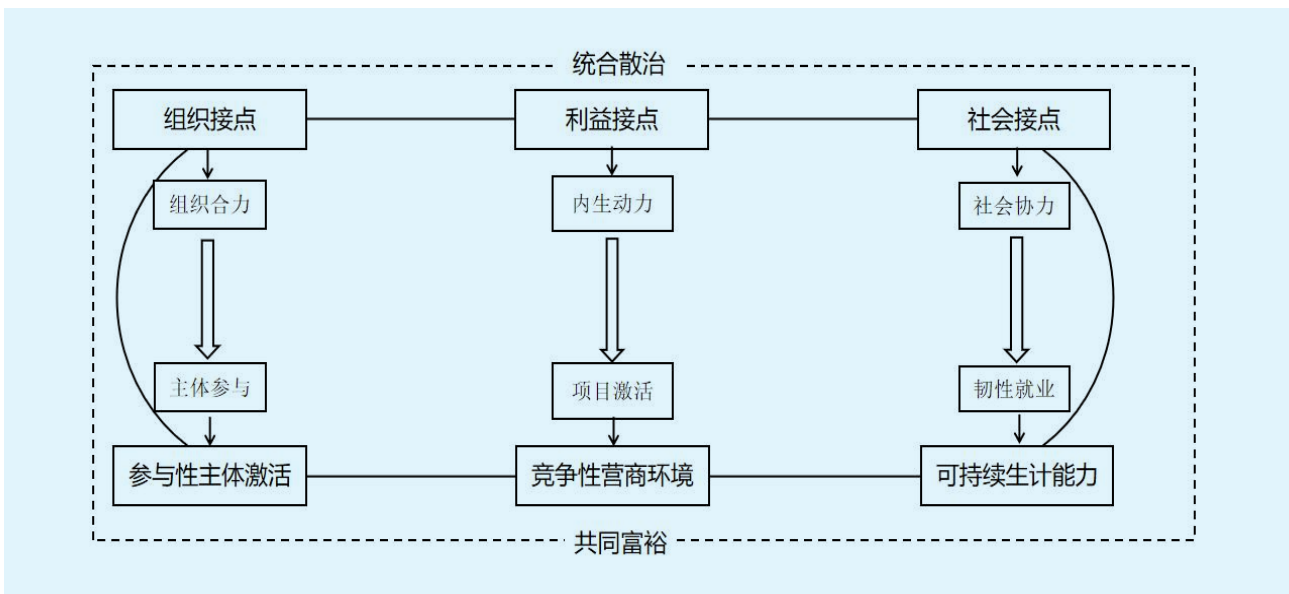 统合散治
组织接点
利益接点
社会接点
组织合力
内生动力
社会协力
主体参与
项目激活
韧性就业
参与性主体激活
竞争性营商环境
可持续生计能力
共同富裕